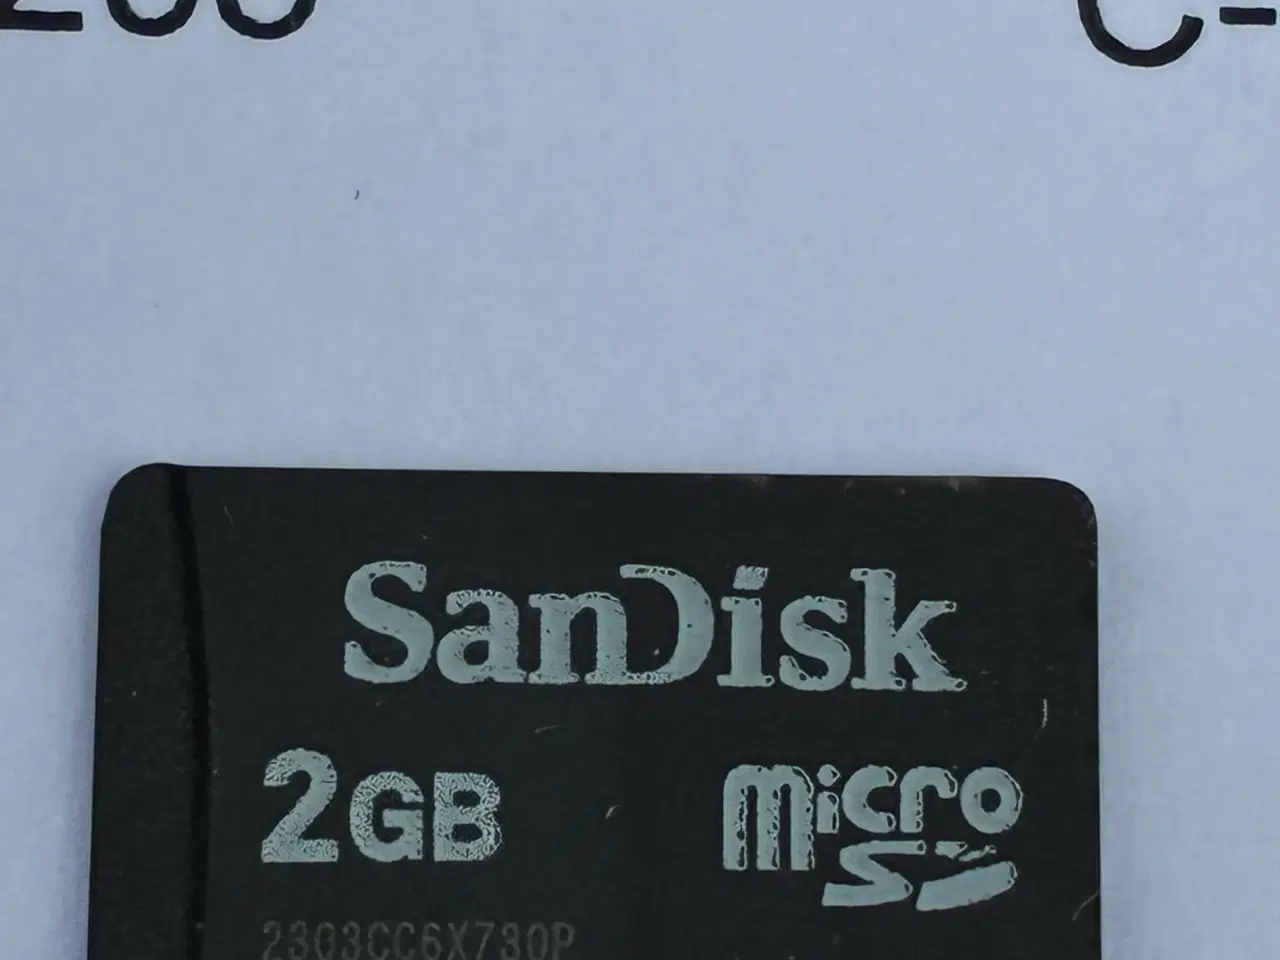 SanDisk
2GB
micro
SD
2303CC6X730P